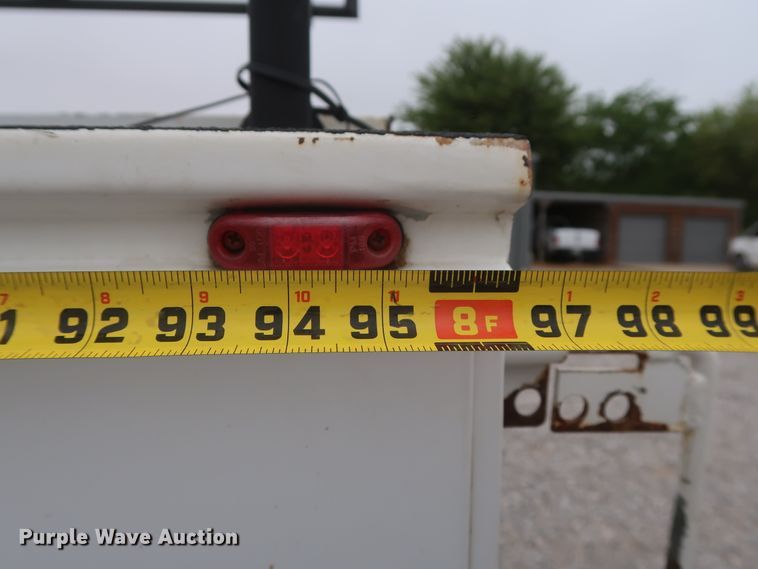 7 8 9 10 11 1 2 3
1 92 93 94 95 8F 97 98 99
Purple Wave Auction